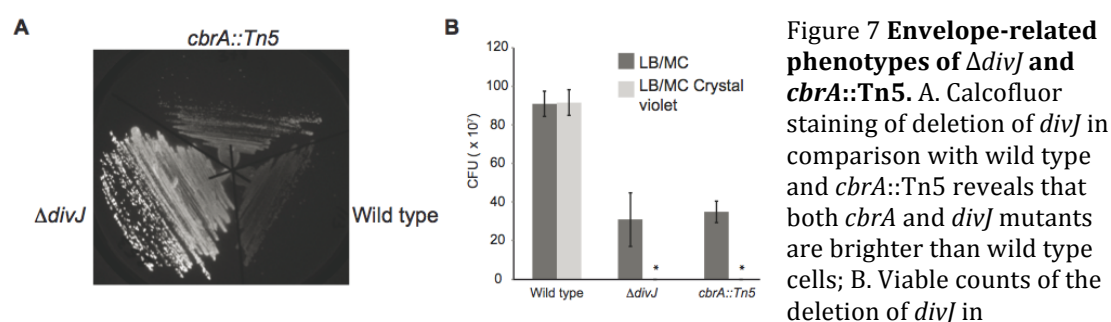 A
cbrA::Tn5
ΔdivJ
Wild type
B
120
100
80
60
40
20
0
CFU ( x 10⁷)
LB/MC
LB/MC Crystal
violet
*
*
Wild type
ΔdivJ
cbrA::Tn5
Figure 7 Envelope-related
phenotypes of ΔdivJ and
cbrA::Tn5. A. Calcofluor
staining of deletion of divJ in
comparison with wild type
and cbrA::Tn5 reveals that
both cbrA and divJ mutants
are brighter than wild type
cells; B. Viable counts of the
deletion of divJ in